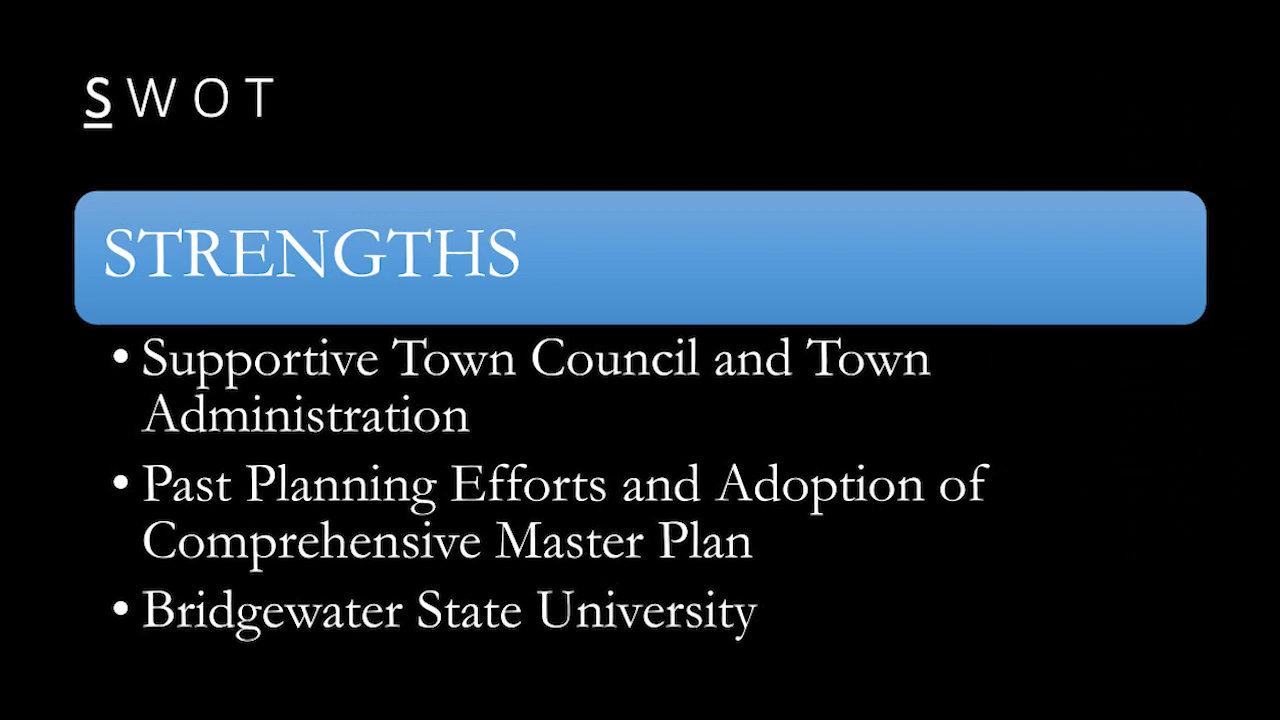 S W O T
STRENGTHS
• Supportive Town Council and Town
Administration
• Past Planning Efforts and Adoption of
Comprehensive Master Plan
• Bridgewater State University